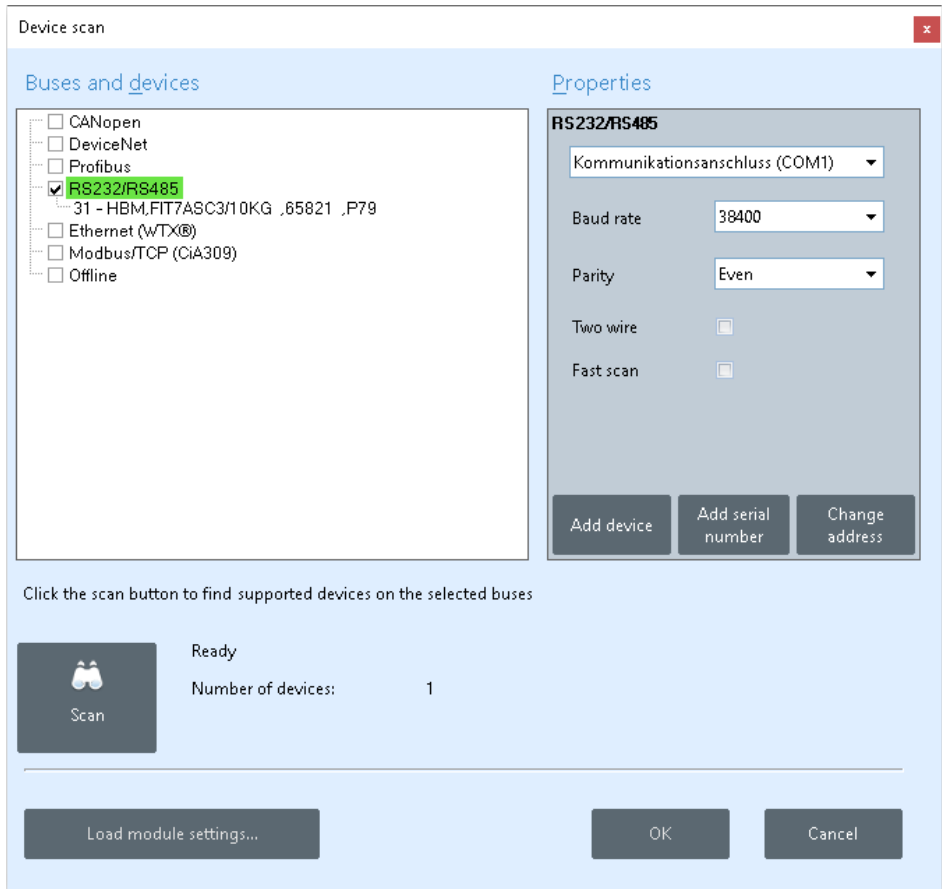 Device scan
x
Buses and devices
CANopen
DeviceNet
Profibus
RS232/RS485
31 - HBM,FIT7ASC3/10KG ,65821 ,P79
Ethernet (WTX®)
Modbus/TCP (CiA309)
Offline
Properties
RS232/RS485
Kommunikationsanschluss (COM1)
Baud rate 38400
Parity Even
Two wire
Fast scan
Add device
Add serial
number
Change
address
Click the scan button to find supported devices on the selected buses
Scan
Ready
Number of devices: 1
Load module settings...
OK
Cancel